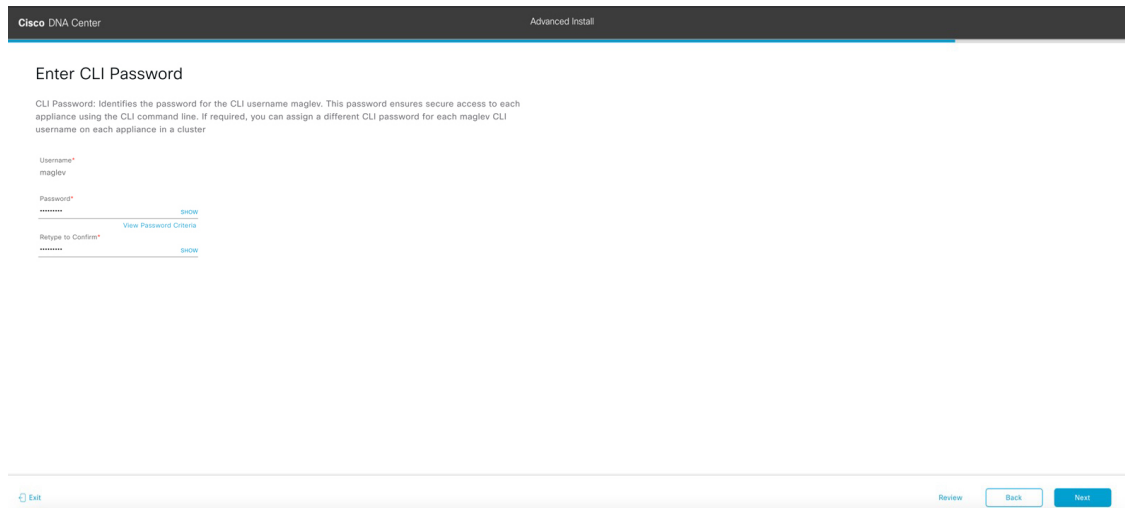 Cisco DNA Center
Advanced Install
Enter CLI Password
CLI Password: Identifies the password for the CLI username maglev. This password ensures secure access to each
appliance using the CLI command line. If required, you can assign a different CLI password for each maglev CLI
username on each appliance in a cluster
Username*
maglev
Password*
••••••••• SHOW
View Password Criteria
Retype to Confirm*
••••••••• SHOW
Exit
Review
Back
Next